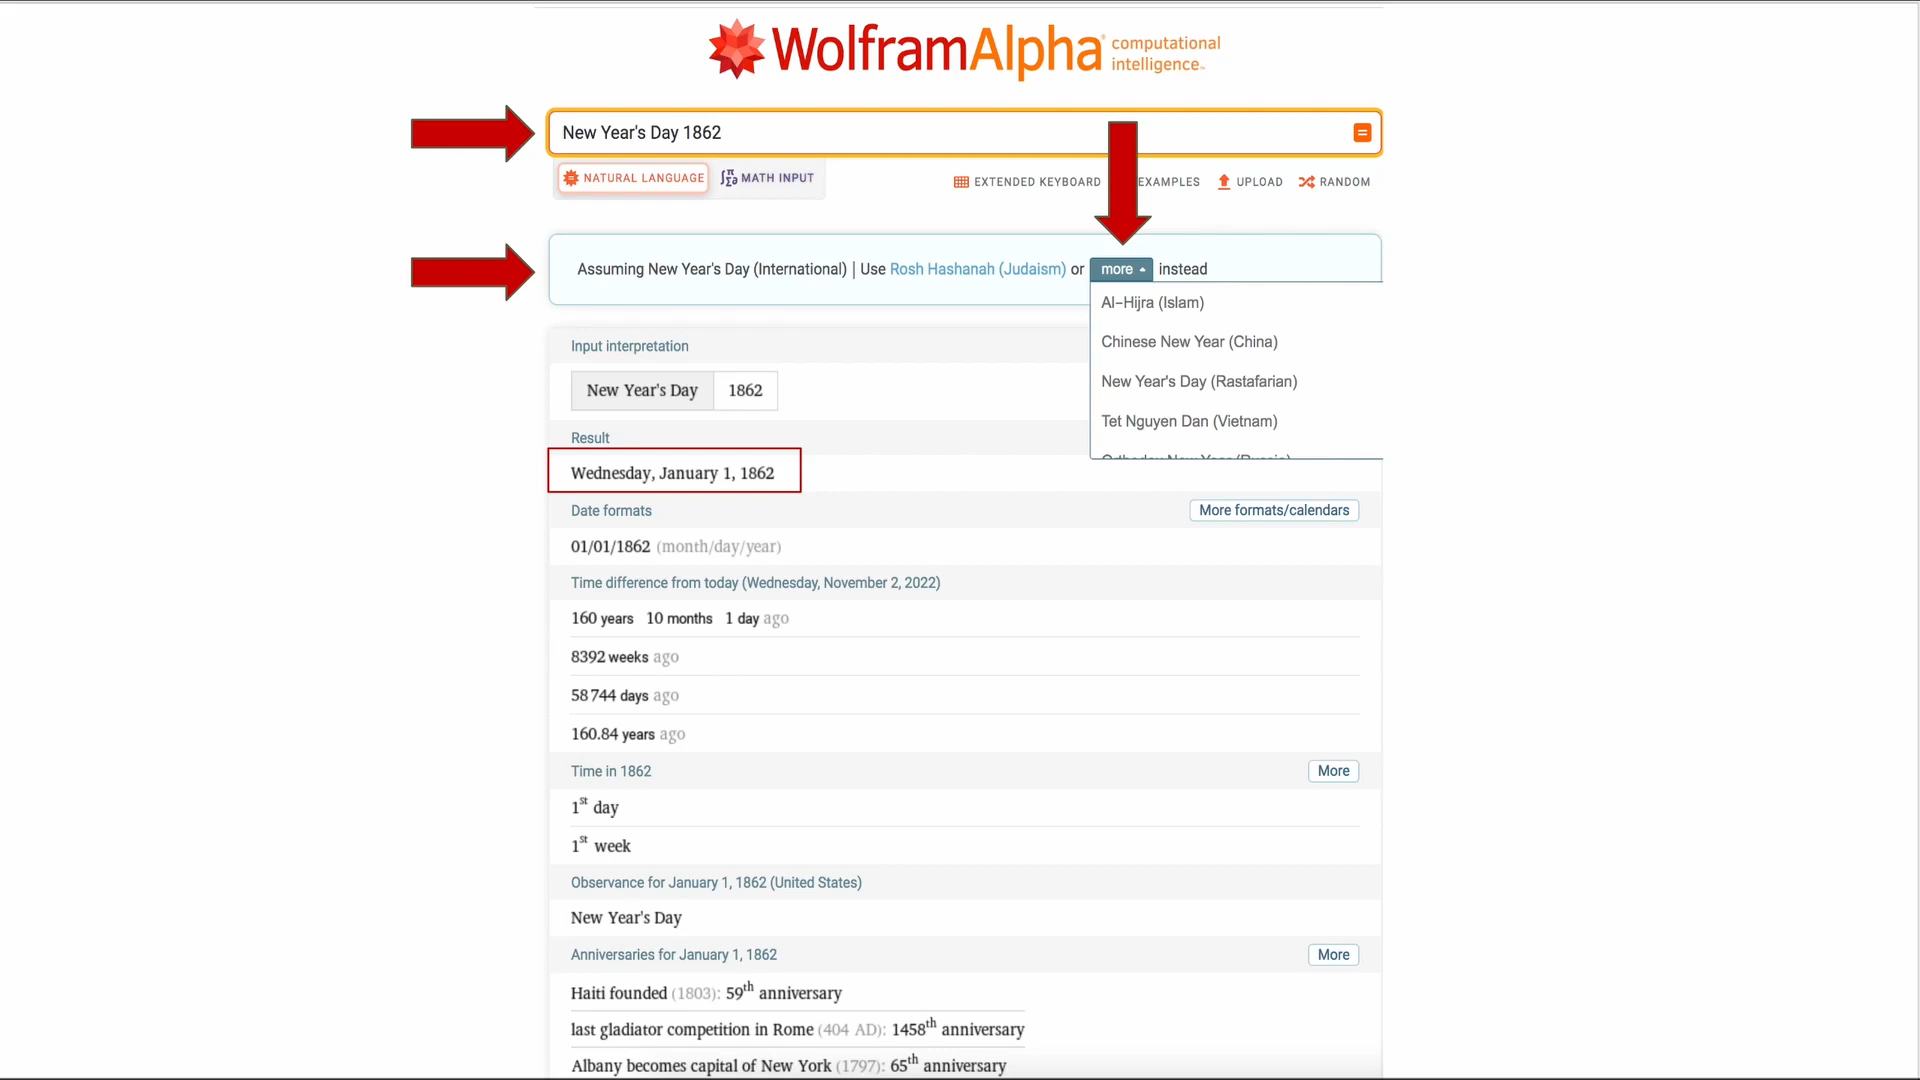 WolframAlpha computational intelligence™
New Year's Day 1862
NATURAL LANGUAGE MATH INPUT EXTENDED KEYBOARD EXAMPLES UPLOAD RANDOM
Assuming New Year's Day (International) | Use Rosh Hashanah (Judaism) or more instead
Al-Hijra (Islam)
Chinese New Year (China)
New Year's Day (Rastafarian)
Tet Nguyen Dan (Vietnam)
Orthodox New Year (Russia)
Input interpretation
New Year's Day 1862
Result
Wednesday, January 1, 1862
Date formats More formats/calendars
01/01/1862 (month/day/year)
Time difference from today (Wednesday, November 2, 2022)
160 years 10 months 1 day ago
8392 weeks ago
58 744 days ago
160.84 years ago
Time in 1862 More
1st day
1st week
Observance for January 1, 1862 (United States)
New Year's Day
Anniversaries for January 1, 1862 More
Haiti founded (1803): 59th anniversary
last gladiator competition in Rome (404 AD): 1458th anniversary
Albany becomes capital of New York (1797): 65th anniversary